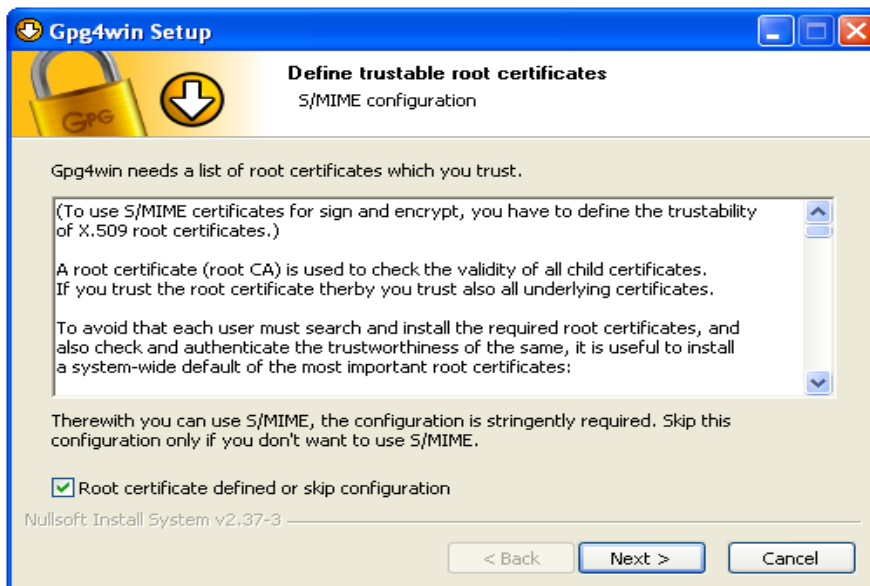 Gpg4win Setup
Define trustable root certificates
S/MIME configuration
GPG
Gpg4win needs a list of root certificates which you trust.
(To use S/MIME certificates for sign and encrypt, you have to define the trustability
of X.509 root certificates.)
A root certificate (root CA) is used to check the validity of all child certificates.
If you trust the root certificate therby you trust also all underlying certificates.
To avoid that each user must search and install the required root certificates, and
also check and authenticate the trustworthiness of the same, it is useful to install
a system-wide default of the most important root certificates:
Therewith you can use S/MIME, the configuration is stringently required. Skip this
configuration only if you don't want to use S/MIME.
Root certificate defined or skip configuration
Nullsoft Install System v2.37-3
< Back Next > Cancel